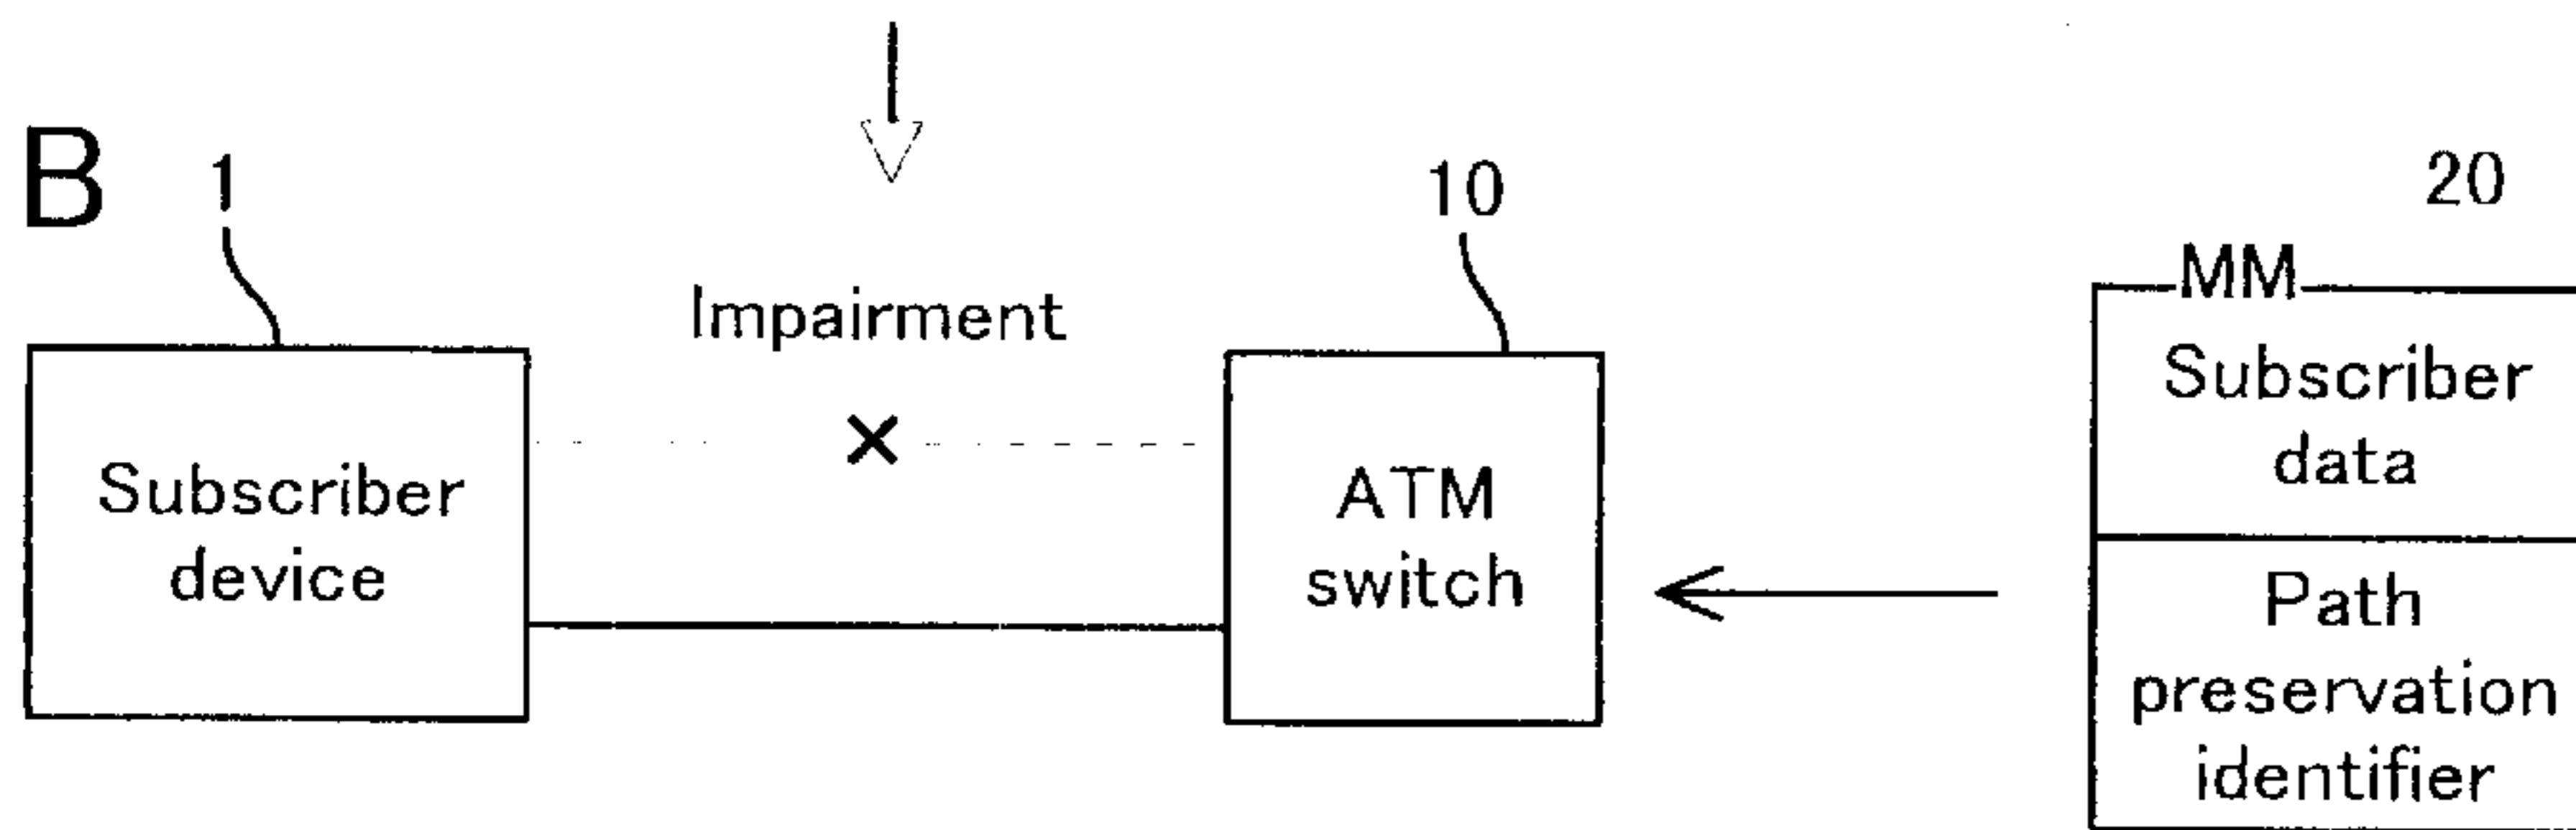 B
1
10
20
Impairment
MM
Subscriber
data
Subscriber
device
ATM
switch
Path
preservation
identifier